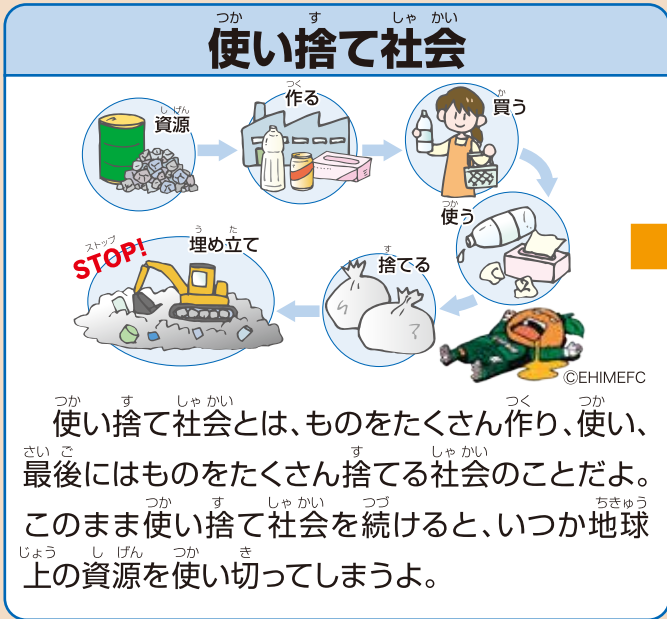 使い捨て社会
資源
作る
買う
使う
捨てる
埋め立て
ストップ
STOP!
©EHIMEFC
使い捨て社会とは、ものをたくさん作り、使い、
最後にはものをたくさん捨てる社会のことだよ。
このまま使い捨て社会を続けると、いつか地球
上の資源を使い切ってしまうよ。